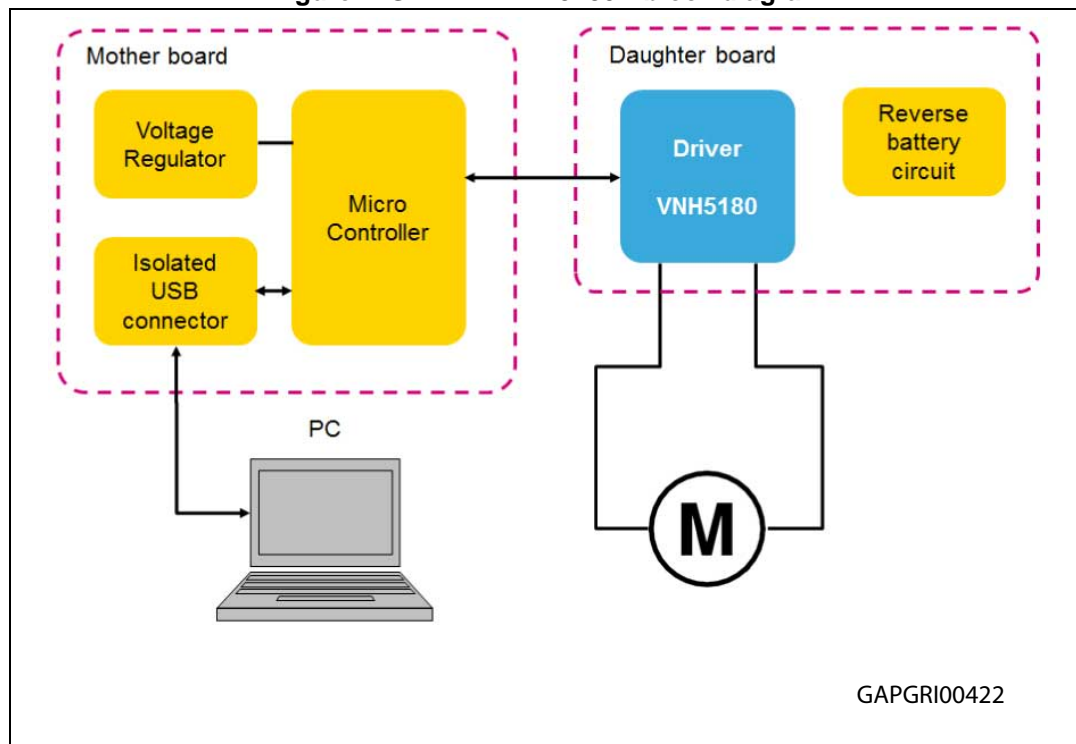 Mother board
Voltage
Regulator
Micro
Controller
Isolated
USB
connector
Daughter board
Driver
VNH5180
Reverse
battery
circuit
PC
M
GAPGRI00422